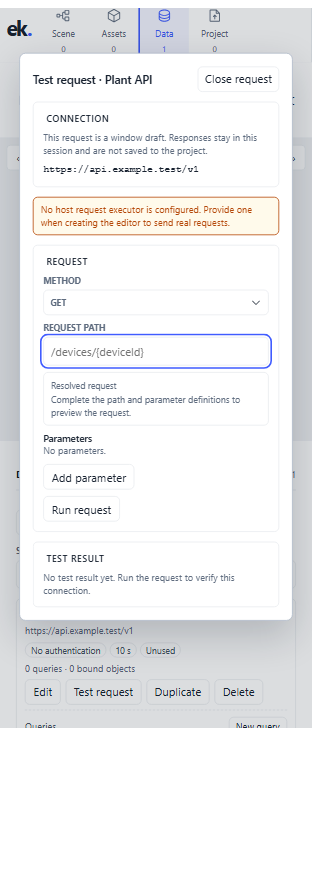 ek.
Scene
Assets
Data
Project
0
0
1
0
Test request · Plant API
Close request
CONNECTION
This request is a window draft. Responses stay in this
session and are not saved to the project.
https://api.example.test/v1
No host request executor is configured. Provide one
when creating the editor to send real requests.
REQUEST
METHOD
GET
REQUEST PATH
/devices/{deviceId}
Resolved request
Complete the path and parameter definitions to
preview the request.
Parameters
No parameters.
Add parameter
Run request
TEST RESULT
No test result yet. Run the request to verify this
connection.
https://api.example.test/v1
No authentication
10 s
Unused
0 queries · 0 bound objects
Edit
Test request
Duplicate
Delete
Queries
New query